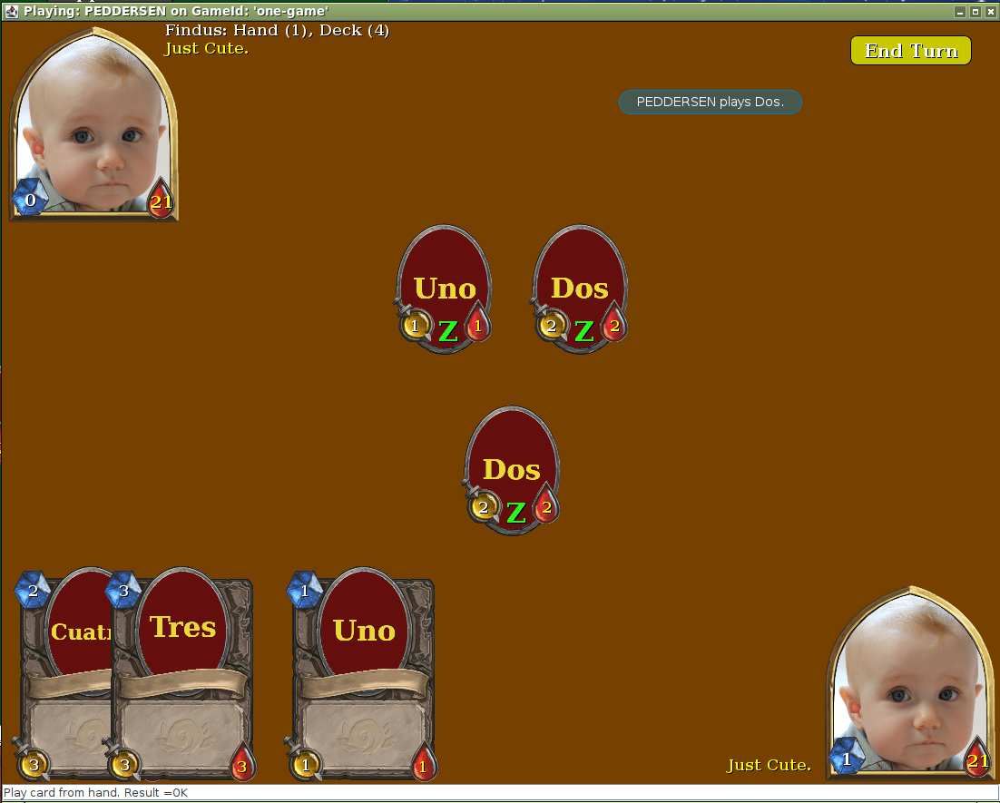 Playing: PEDDERSEN on GameId: 'one-game'
Findus: Hand (1), Deck (4)
Just Cute.
End Turn
PEDDERSEN plays Dos.
0
21
Uno
1 Z 1
Dos
2 Z 2
Dos
2 Z 2
2
Cuatr
3
3
Tres
3
3
1
Uno
1
1
Just Cute.
1
21
Play card from hand. Result =OK